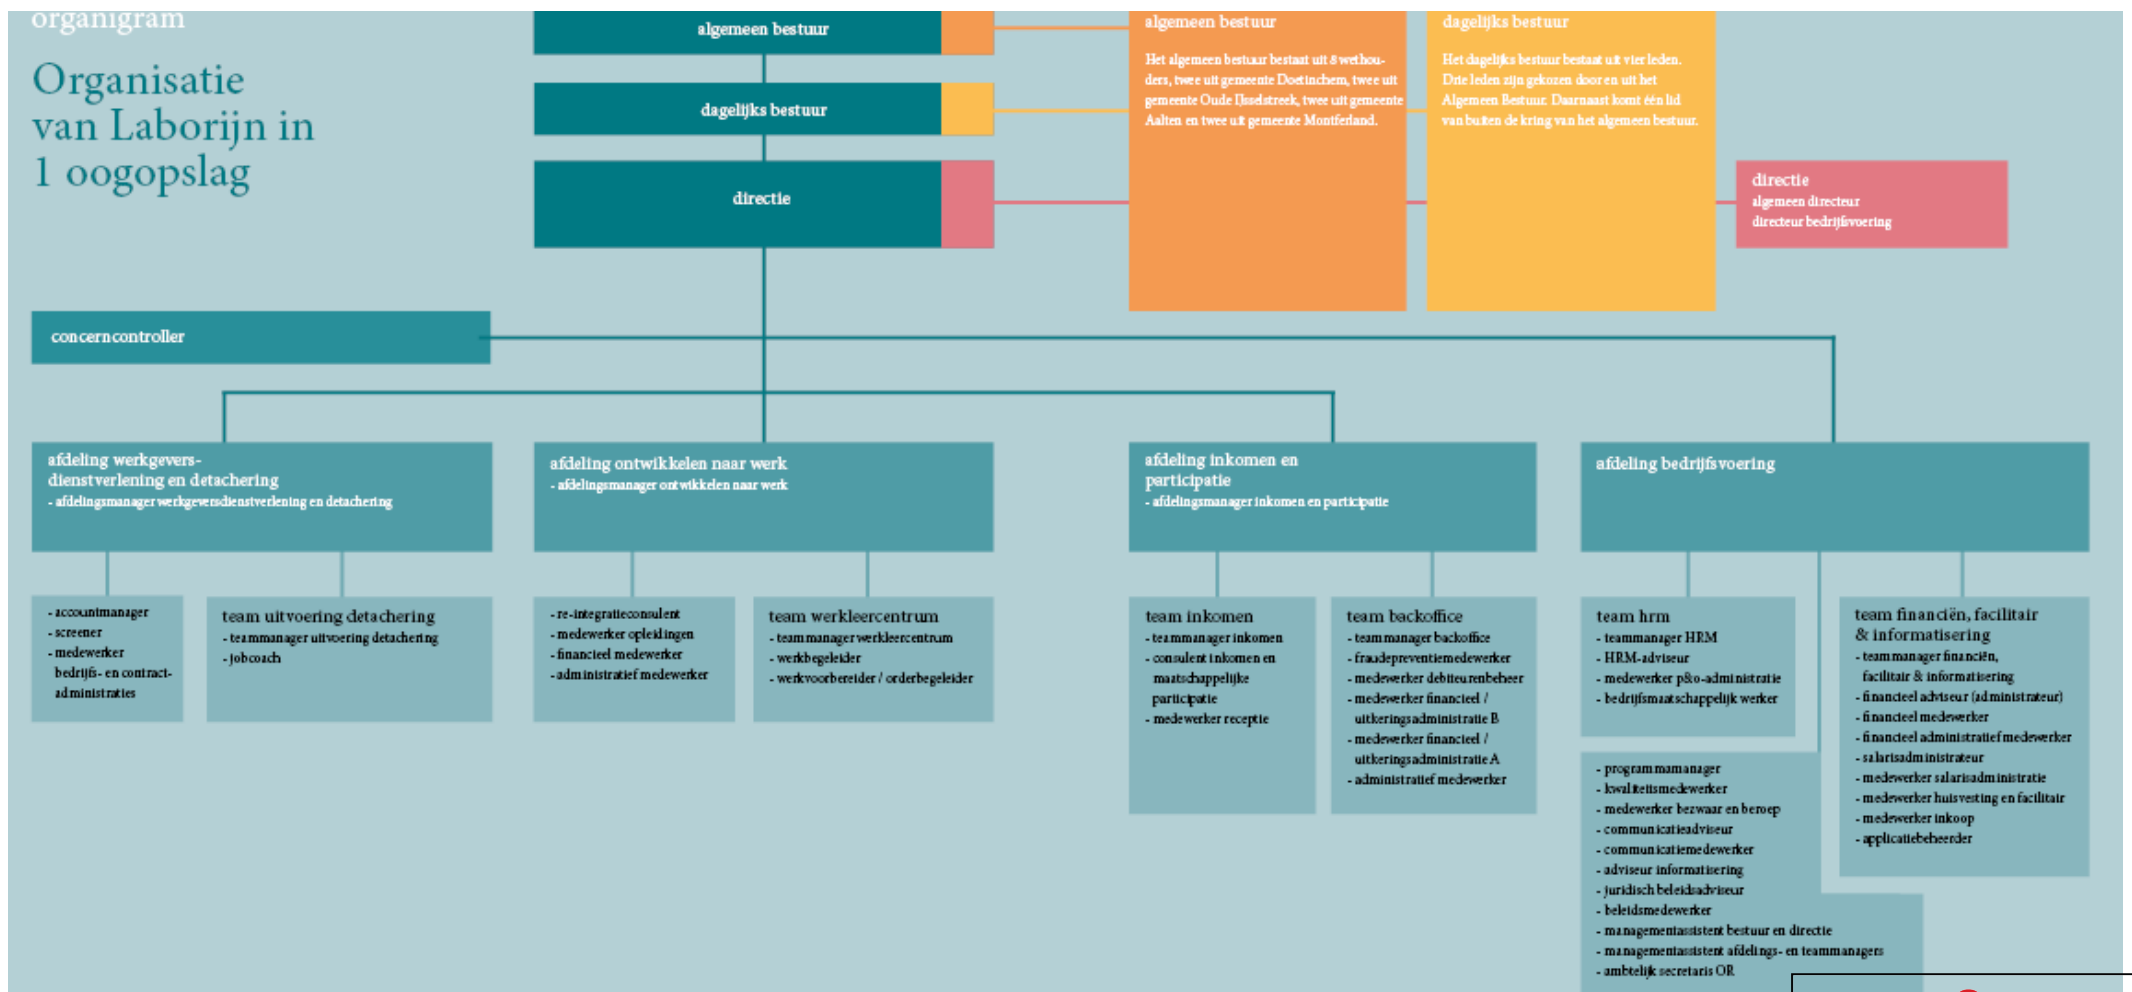 organigram
Organisatie
van Laborijn in
1 oogopslag
algemeen bestuur
dagelijks bestuur
directie
algemeen bestuur
Het algemeen bestuur bestaat uit 8 wethou-
ders, twee uit gemeente Doetinchem, twee uit
gemeente Oude IJsselstreek, twee uit gemeente
Aalten en twee uit gemeente Montferland.
dagelijks bestuur
Het dagelijks bestuur bestaat uit vier leden.
Drie leden zijn gekozen door en uit het
Algemeen Bestuur. Daarnaast komt één lid
van buiten de kring van het algemeen bestuur.
directie
algemeen directeur
directeur bedrijfsvoering
concerncontroller
afdeling werkgevers-
dienstverlening en detachering
- afdelingsmanager werkgeversdienstverlening en detachering
afdeling ontwikkelen naar werk
- afdelingsmanager ontwikkelen naar werk
afdeling inkomen en
participatie
- afdelingsmanager inkomen en participatie
afdeling bedrijfsvoering
- accountmanager
- screener
- medewerker
bedrijfs- en contract-
administraties
team uitvoering detachering
- teammanager uitvoering detachering
- jobcoach
- re-integratieconsulent
- medewerker opleidingen
- financieel medewerker
- administratief medewerker
team werkleercentrum
- teammanager werkleercentrum
- werkbegeleider
- werkvoorbereider / orderbegeleider
team inkomen
- teammanager inkomen
- consulent inkomen en
maatschappelijke
participatie
- medewerker receptie
team backoffice
- teammanager backoffice
- fraudepreventiemedewerker
- medewerker debiteurenbeheer
- medewerker financieel /
uitkeringsadministratie B
- medewerker financieel /
uitkeringsadministratie A
- administratief medewerker
team hrm
- teammanager HRM
- HRM-adviseur
- medewerker p&o-administratie
- bedrijfsmaatschappelijk werker
- programmamanager
- kwaliteitsmedewerker
- medewerker bezwaar en beroep
- communicatieadviseur
- communicatiemedewerker
- adviseur informatisering
- juridisch beleidsadviseur
- beleidsmedewerker
- managementassistent bestuur en directie
- managementassistent afdelings- en teammanagers
- ambtelijk secretaris OR
team financiën, facilitair
& informatisering
- teammanager financiën,
facilitair & informatisering
- financieel adviseur (administrateur)
- financieel medewerker
- financieel administratief medewerker
- salarisadministrateur
- medewerker salarisadministratie
- medewerker huisvesting en facilitair
- medewerker inkoop
- applicatiebeheerder